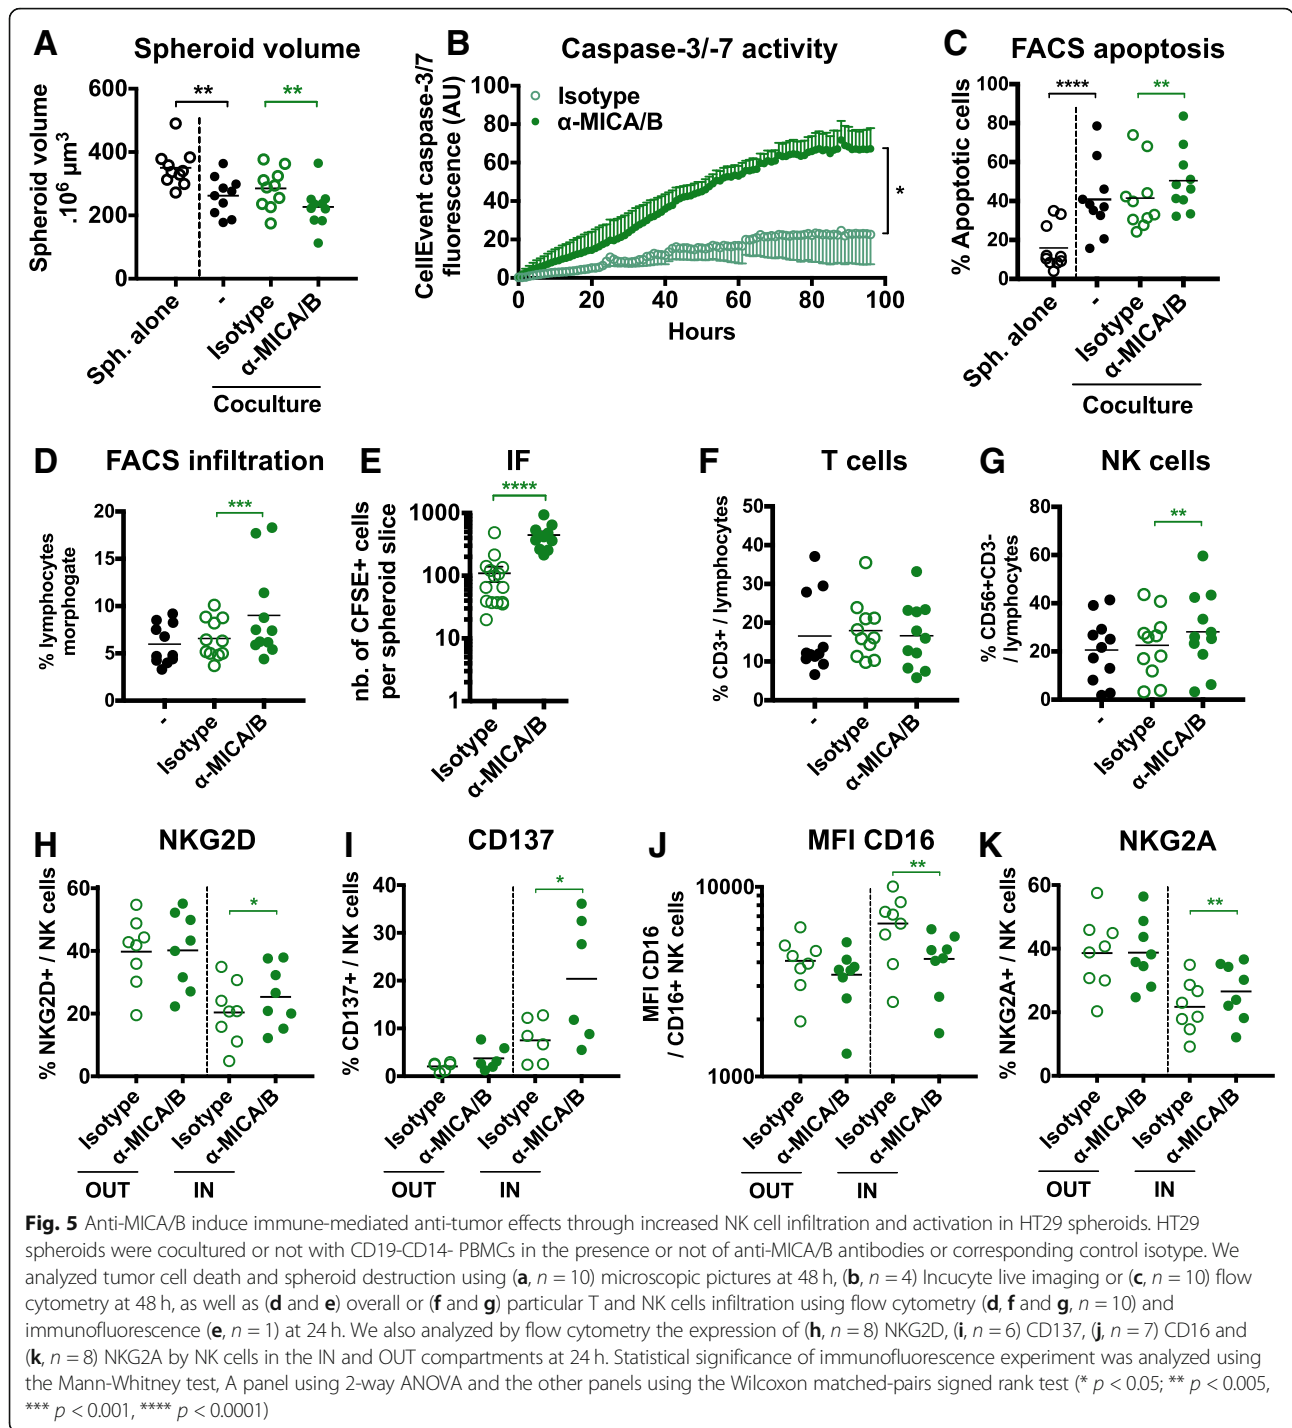 A
Spheroid volume
Spheroid volume
.10⁶ µm³
600
400
200
0
**
**
Sph. alone
-
Isotype
α-MICA/B
Coculture
B
Caspase-3/-7 activity
CellEvent caspase-3/7
fluorescence (AU)
100
80
60
40
20
0
Isotype
α-MICA/B
*
0
20
40
60
80
100
Hours
C
FACS apoptosis
% Apoptotic cells
100
80
60
40
20
0
****
**
Sph. alone
-
Isotype
α-MICA/B
Coculture
D
FACS infiltration
% lymphocytes
morphogate
20
15
10
5
0
***
-
Isotype
α-MICA/B
E
IF
nb. of CFSE+ cells
per spheroid slice
1000
100
10
1
****
Isotype
α-MICA/B
F
T cells
% CD3+ / lymphocytes
50
40
30
20
10
0
-
Isotype
α-MICA/B
G
NK cells
% CD56+CD3-
/ lymphocytes
80
60
40
20
0
**
-
Isotype
α-MICA/B
H
NKG2D
% NKG2D+ / NK cells
60
40
20
0
*
Isotype
α-MICA/B
Isotype
α-MICA/B
OUT
IN
I
CD137
% CD137+ / NK cells
40
30
20
10
0
*
Isotype
α-MICA/B
Isotype
α-MICA/B
OUT
IN
J
MFI CD16
MFI CD16
/ CD16+ NK cells
10000
1000
**
Isotype
α-MICA/B
Isotype
α-MICA/B
OUT
IN
K
NKG2A
% NKG2A+ / NK cells
60
40
20
0
**
Isotype
α-MICA/B
Isotype
α-MICA/B
OUT
IN
Fig. 5 Anti-MICA/B induce immune-mediated anti-tumor effects through increased NK cell infiltration and activation in HT29 spheroids. HT29
spheroids were cocultured or not with CD19-CD14- PBMCs in the presence or not of anti-MICA/B antibodies or corresponding control isotype. We
analyzed tumor cell death and spheroid destruction using (a, n = 10) microscopic pictures at 48 h, (b, n = 4) Incucyte live imaging or (c, n = 10) flow
cytometry at 48 h, as well as (d and e) overall or (f and g) particular T and NK cells infiltration using flow cytometry (d, f and g, n = 10) and
immunofluorescence (e, n = 1) at 24 h. We also analyzed by flow cytometry the expression of (h, n = 8) NKG2D, (i, n = 6) CD137, (j, n = 7) CD16 and
(k, n = 8) NKG2A by NK cells in the IN and OUT compartments at 24 h. Statistical significance of immunofluorescence experiment was analyzed using
the Mann-Whitney test, A panel using 2-way ANOVA and the other panels using the Wilcoxon matched-pairs signed rank test (* p < 0.05; ** p < 0.005,
*** p < 0.001, **** p < 0.0001)